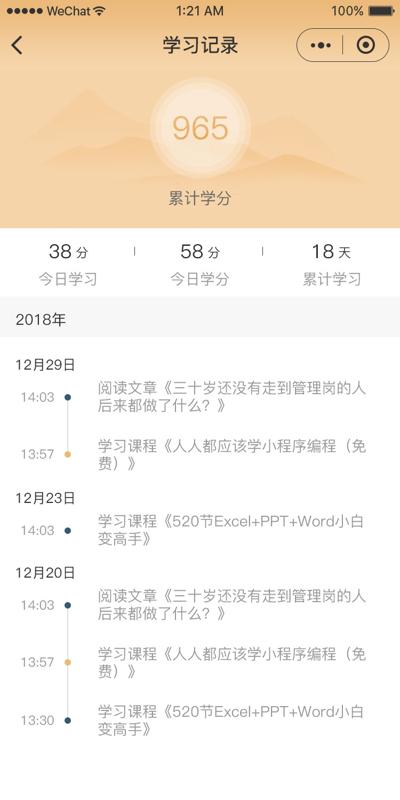 WeChat 1:21 AM 100%
学习记录
965
累计学分
38 分 58 分 18 天
今日学习 今日学分 累计学习
2018年
12月29日
14:03 阅读文章《三十岁还没有走到管理岗的人
后来都做了什么？》
13:57 学习课程《人人都应该学小程序编程（免
费）》
12月23日
14:03 学习课程《520节Excel+PPT+Word小白
变高手》
12月20日
14:03 阅读文章《三十岁还没有走到管理岗的人
后来都做了什么？》
13:57 学习课程《人人都应该学小程序编程（免
费）》
13:30 学习课程《520节Excel+PPT+Word小白
变高手》